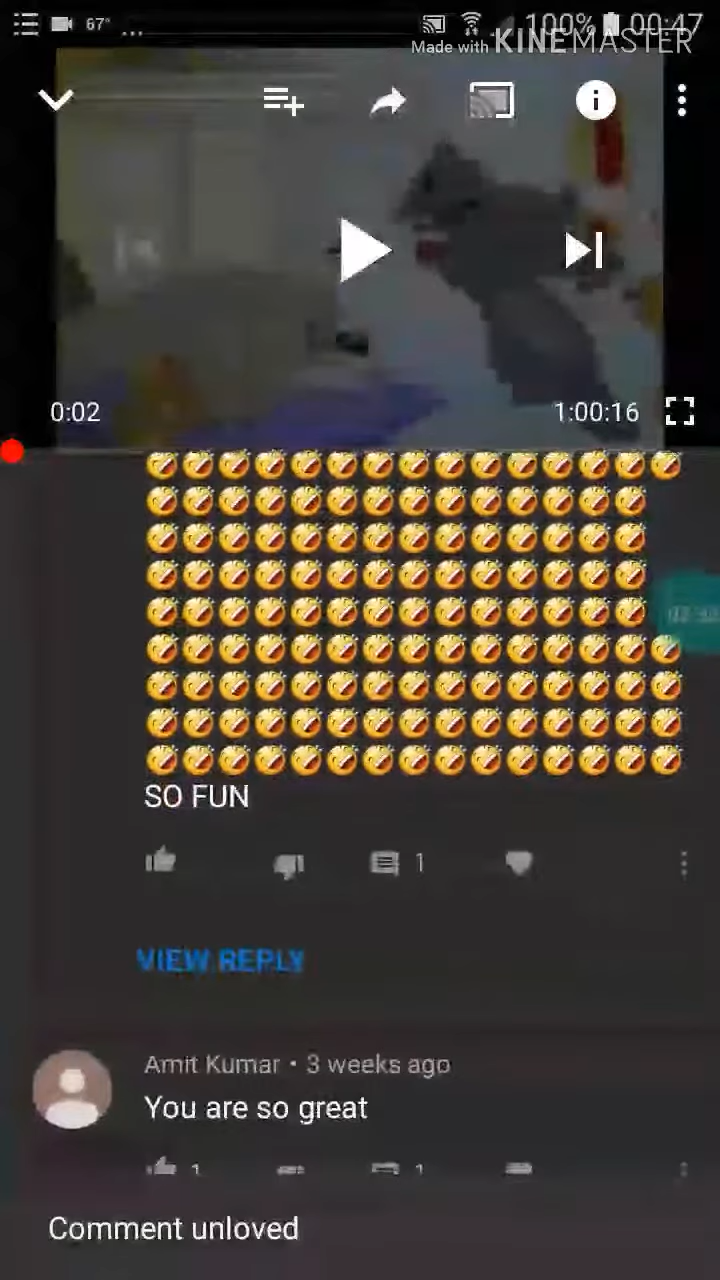 67° ... 100% 00:47
Made with KINEMASTER
0:02 1:00:16
SO FUN
1
VIEW REPLY
Amit Kumar • 3 weeks ago
You are so great
1 1
Comment unloved